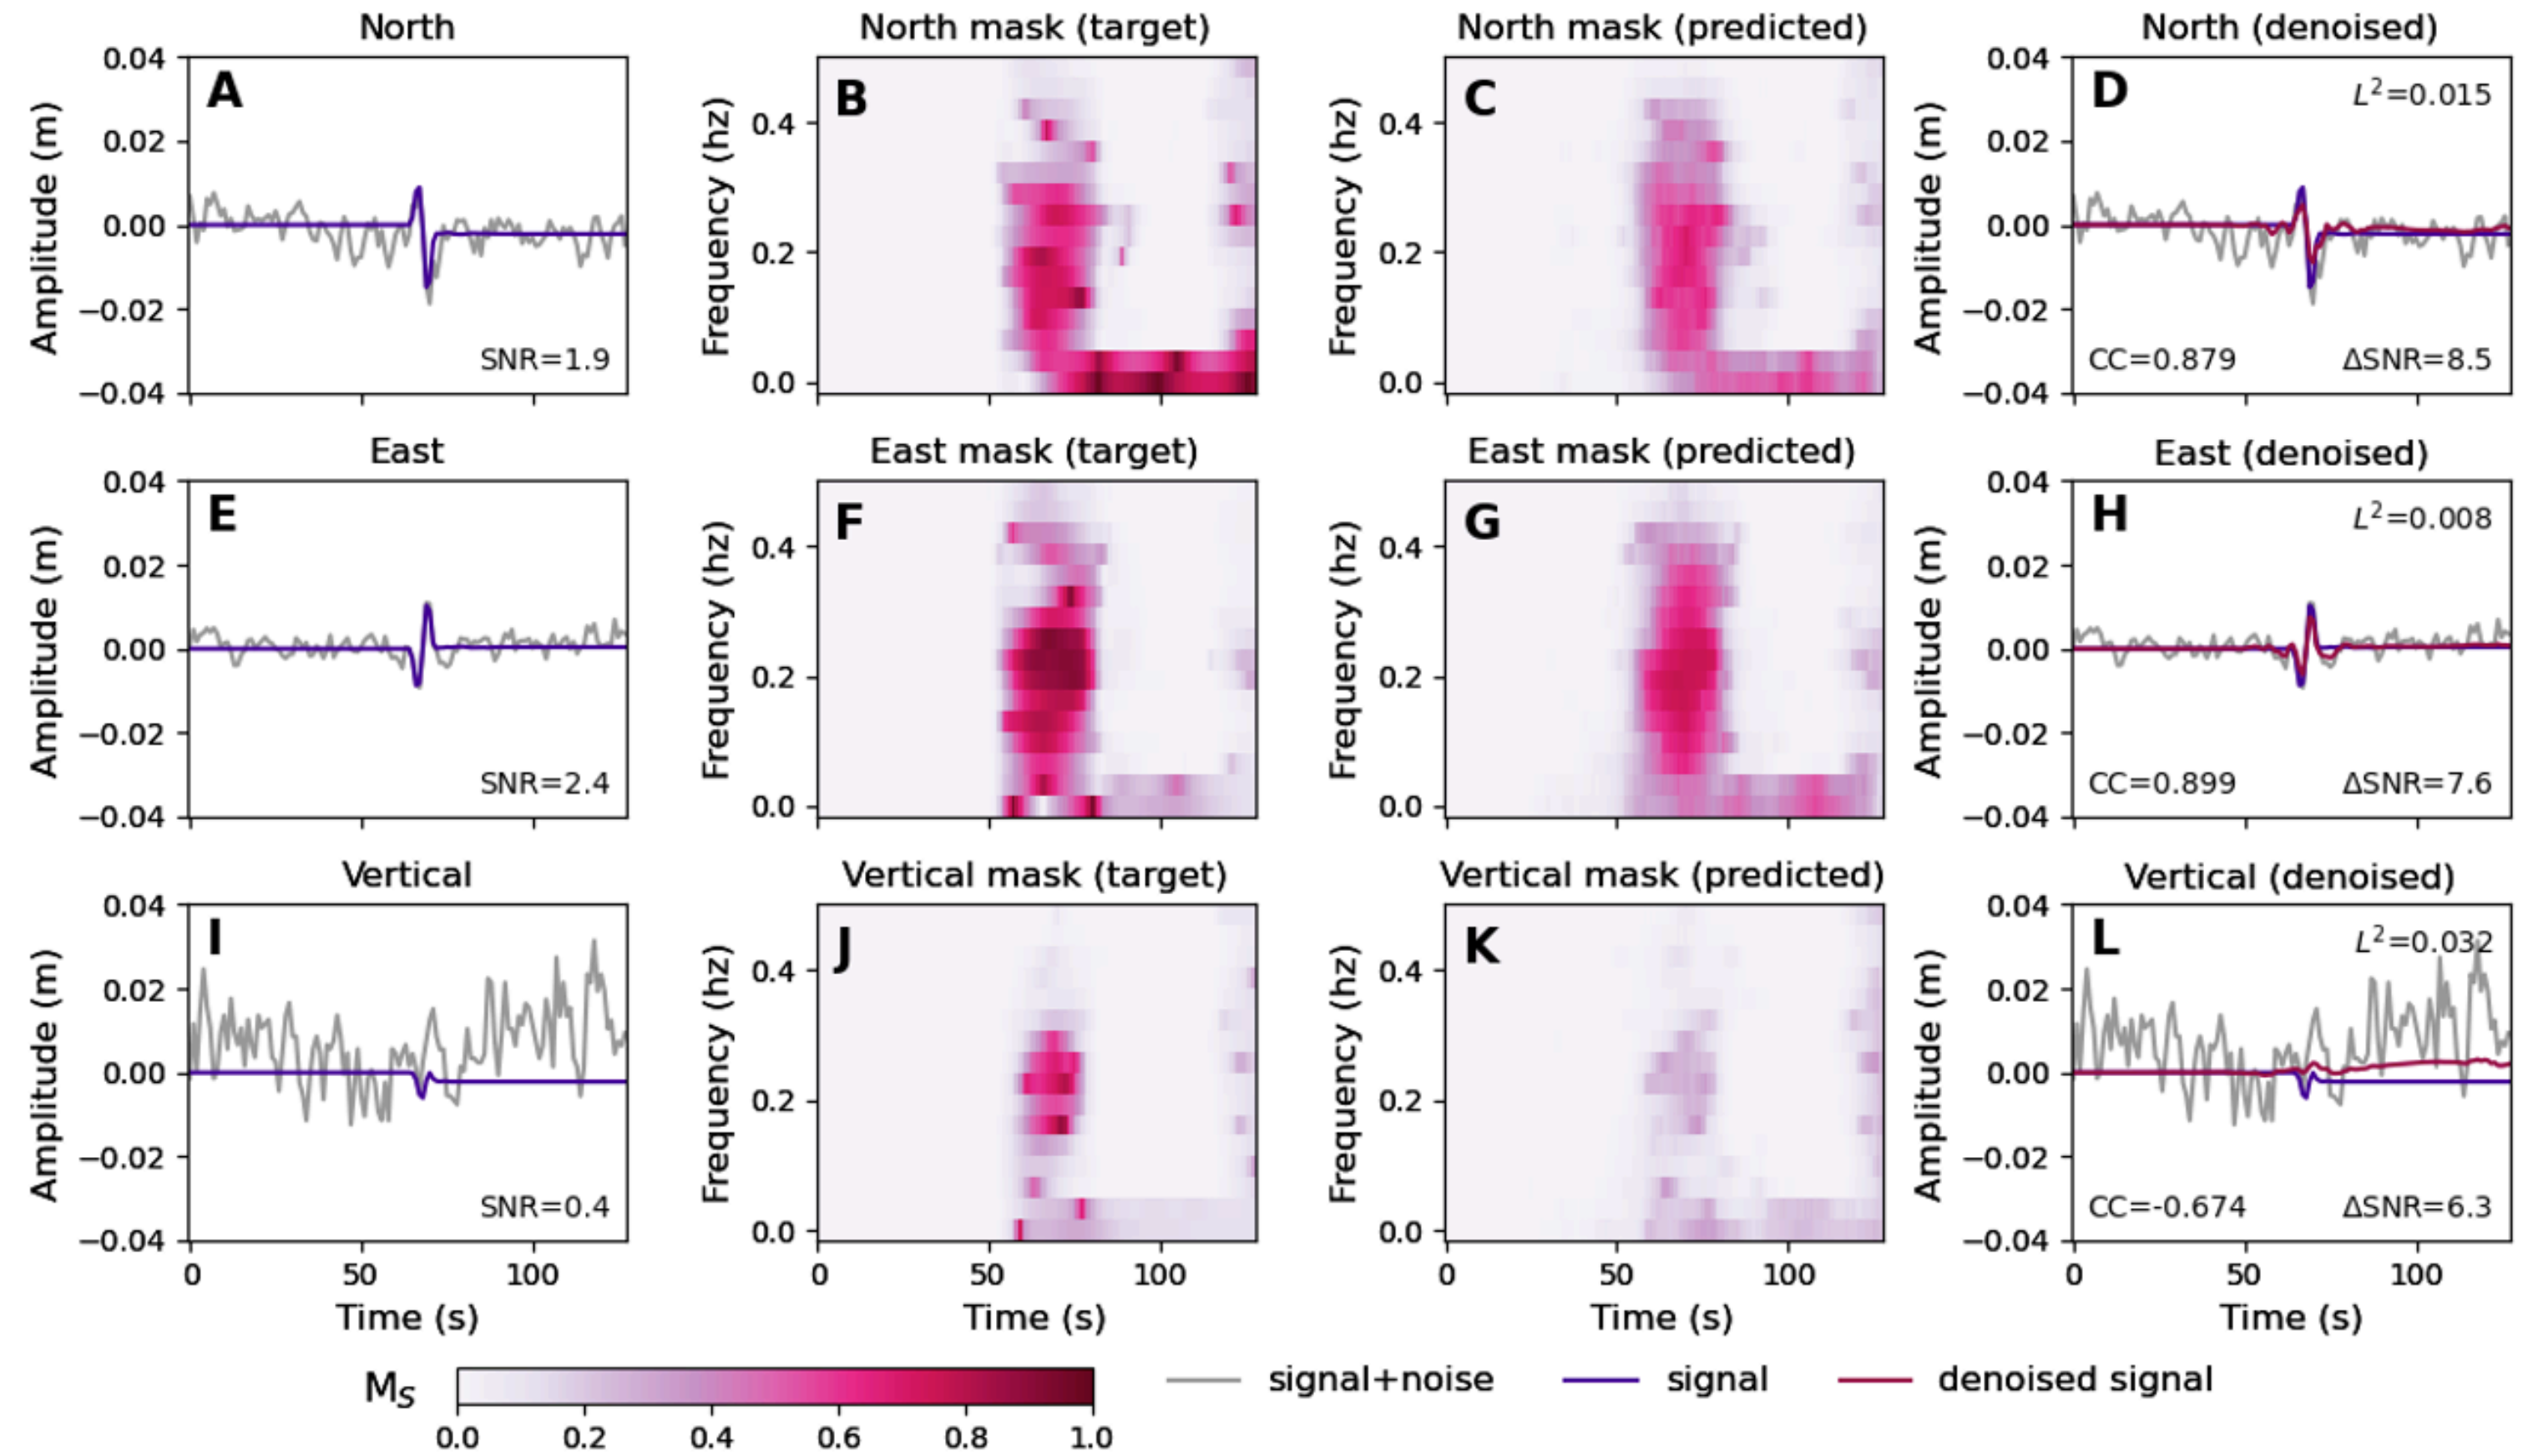 North
North mask (target)
North mask (predicted)
North (denoised)
Amplitude (m)
0.04
0.02
0.00
−0.02
−0.04
A
SNR=1.9
Frequency (hz)
0.4
0.2
0.0
B
Frequency (hz)
0.4
0.2
0.0
C
Amplitude (m)
0.04
0.02
0.00
−0.02
−0.04
D
L²=0.015
CC=0.879
ΔSNR=8.5
East
East mask (target)
East mask (predicted)
East (denoised)
Amplitude (m)
0.04
0.02
0.00
−0.02
−0.04
E
SNR=2.4
Frequency (hz)
0.4
0.2
0.0
F
Frequency (hz)
0.4
0.2
0.0
G
Amplitude (m)
0.04
0.02
0.00
−0.02
−0.04
H
L²=0.008
CC=0.899
ΔSNR=7.6
Vertical
Vertical mask (target)
Vertical mask (predicted)
Vertical (denoised)
Amplitude (m)
0.04
0.02
0.00
−0.02
−0.04
I
SNR=0.4
0 50 100
Time (s)
Frequency (hz)
0.4
0.2
0.0
J
0 50 100
Time (s)
Frequency (hz)
0.4
0.2
0.0
K
0 50 100
Time (s)
Amplitude (m)
0.04
0.02
0.00
−0.02
−0.04
L
L²=0.032
CC=-0.674
ΔSNR=6.3
0 50 100
Time (s)
M_S
0.0 0.2 0.4 0.6 0.8 1.0
signal+noise
signal
denoised signal